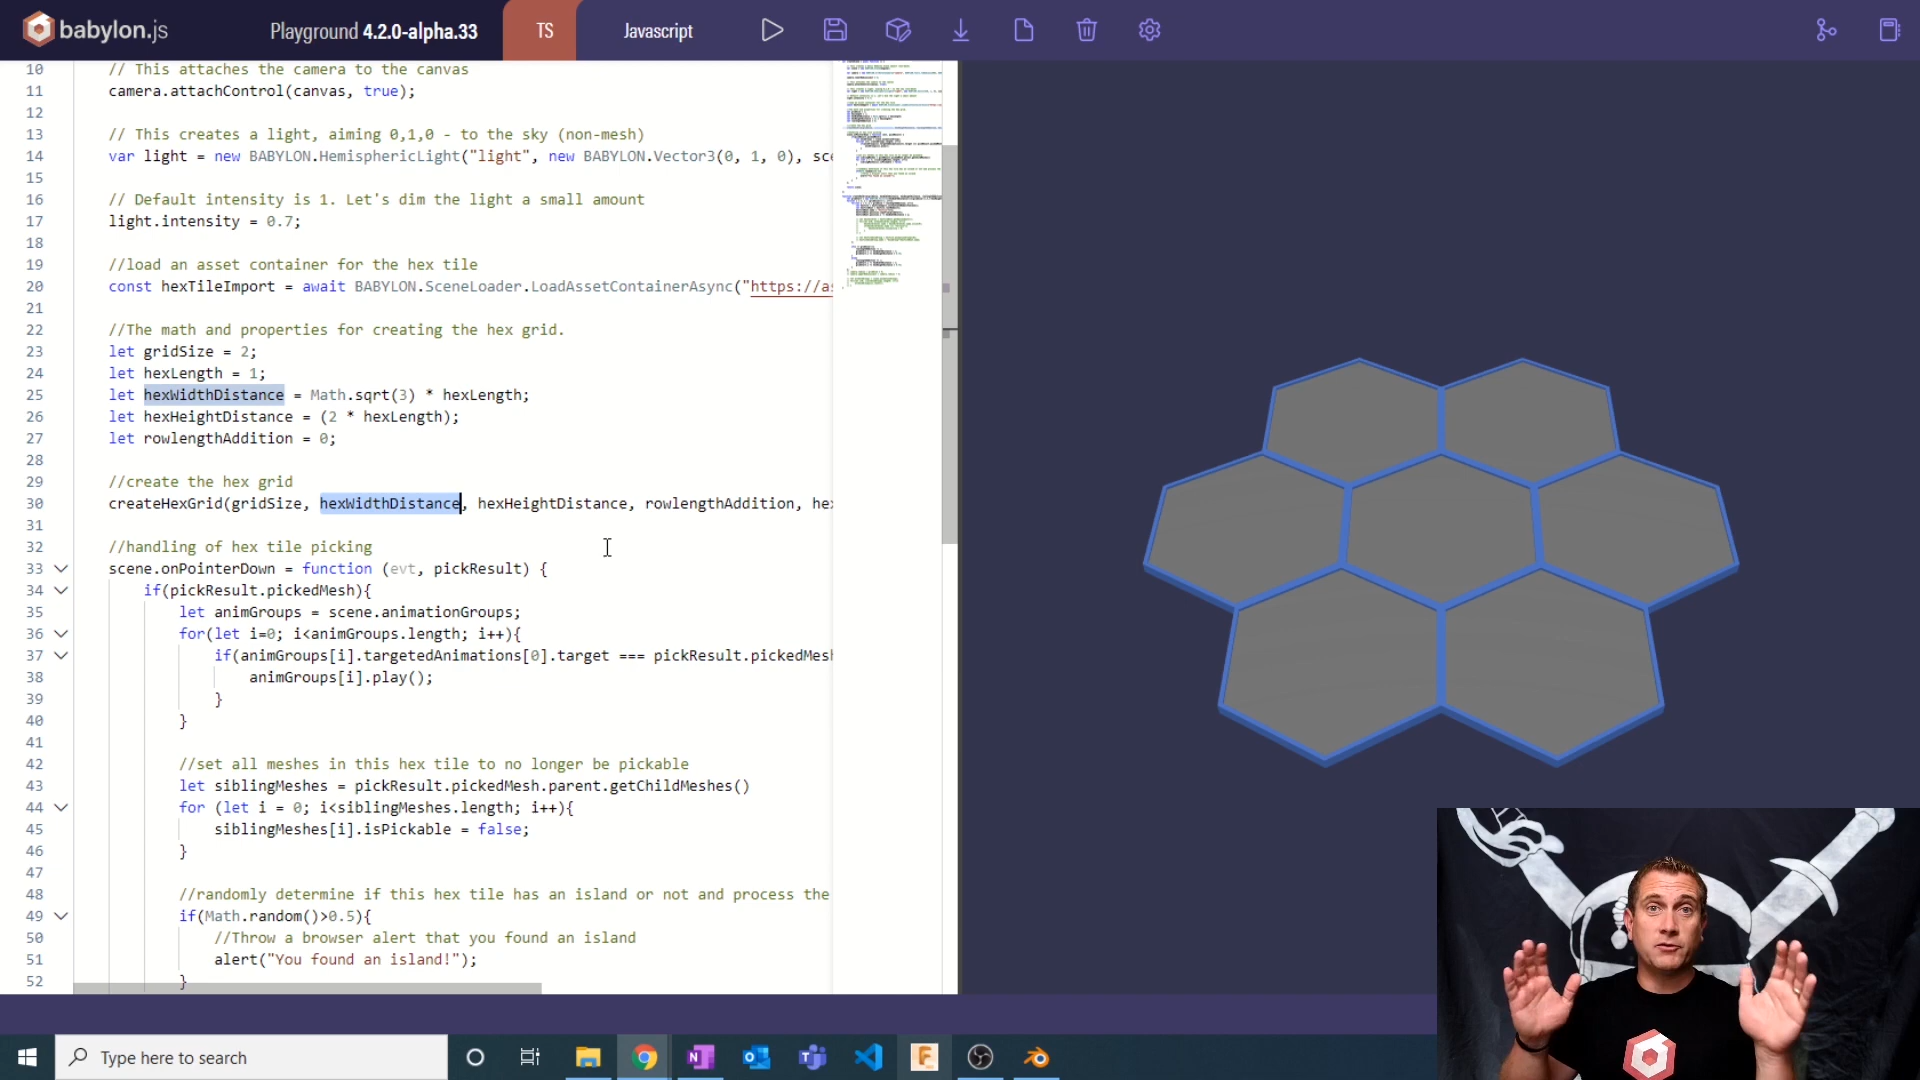 babylon.js
Playground 4.2.0-alpha.33
TS
Javascript
10 // This attaches the camera to the canvas
11 camera.attachControl(canvas, true);
12
13 // This creates a light, aiming 0,1,0 - to the sky (non-mesh)
14 var light = new BABYLON.HemisphericLight("light", new BABYLON.Vector3(0, 1, 0), sce
15
16 // Default intensity is 1. Let's dim the light a small amount
17 light.intensity = 0.7;
18
19 //load an asset container for the hex tile
20 const hexTileImport = await BABYLON.SceneLoader.LoadAssetContainerAsync("https://as
21
22 //The math and properties for creating the hex grid.
23 let gridSize = 2;
24 let hexLength = 1;
25 let hexWidthDistance = Math.sqrt(3) * hexLength;
26 let hexHeightDistance = (2 * hexLength);
27 let rowlengthAddition = 0;
28
29 //create the hex grid
30 createHexGrid(gridSize, hexWidthDistance, hexHeightDistance, rowlengthAddition, hex
31
32 //handling of hex tile picking
33 scene.onPointerDown = function (evt, pickResult) {
34 if(pickResult.pickedMesh){
35 let animGroups = scene.animationGroups;
36 for(let i=0; i<animGroups.length; i++){
37 if(animGroups[i].targetedAnimations[0].target === pickResult.pickedMesh
38 animGroups[i].play();
39 }
40 }
41
42 //set all meshes in this hex tile to no longer be pickable
43 let siblingMeshes = pickResult.pickedMesh.parent.getChildMeshes()
44 for (let i = 0; i<siblingMeshes.length; i++){
45 siblingMeshes[i].isPickable = false;
46 }
47
48 //randomly determine if this hex tile has an island or not and process the
49 if(Math.random()>0.5){
50 //Throw a browser alert that you found an island
51 alert("You found an island!");
52 }
Type here to search